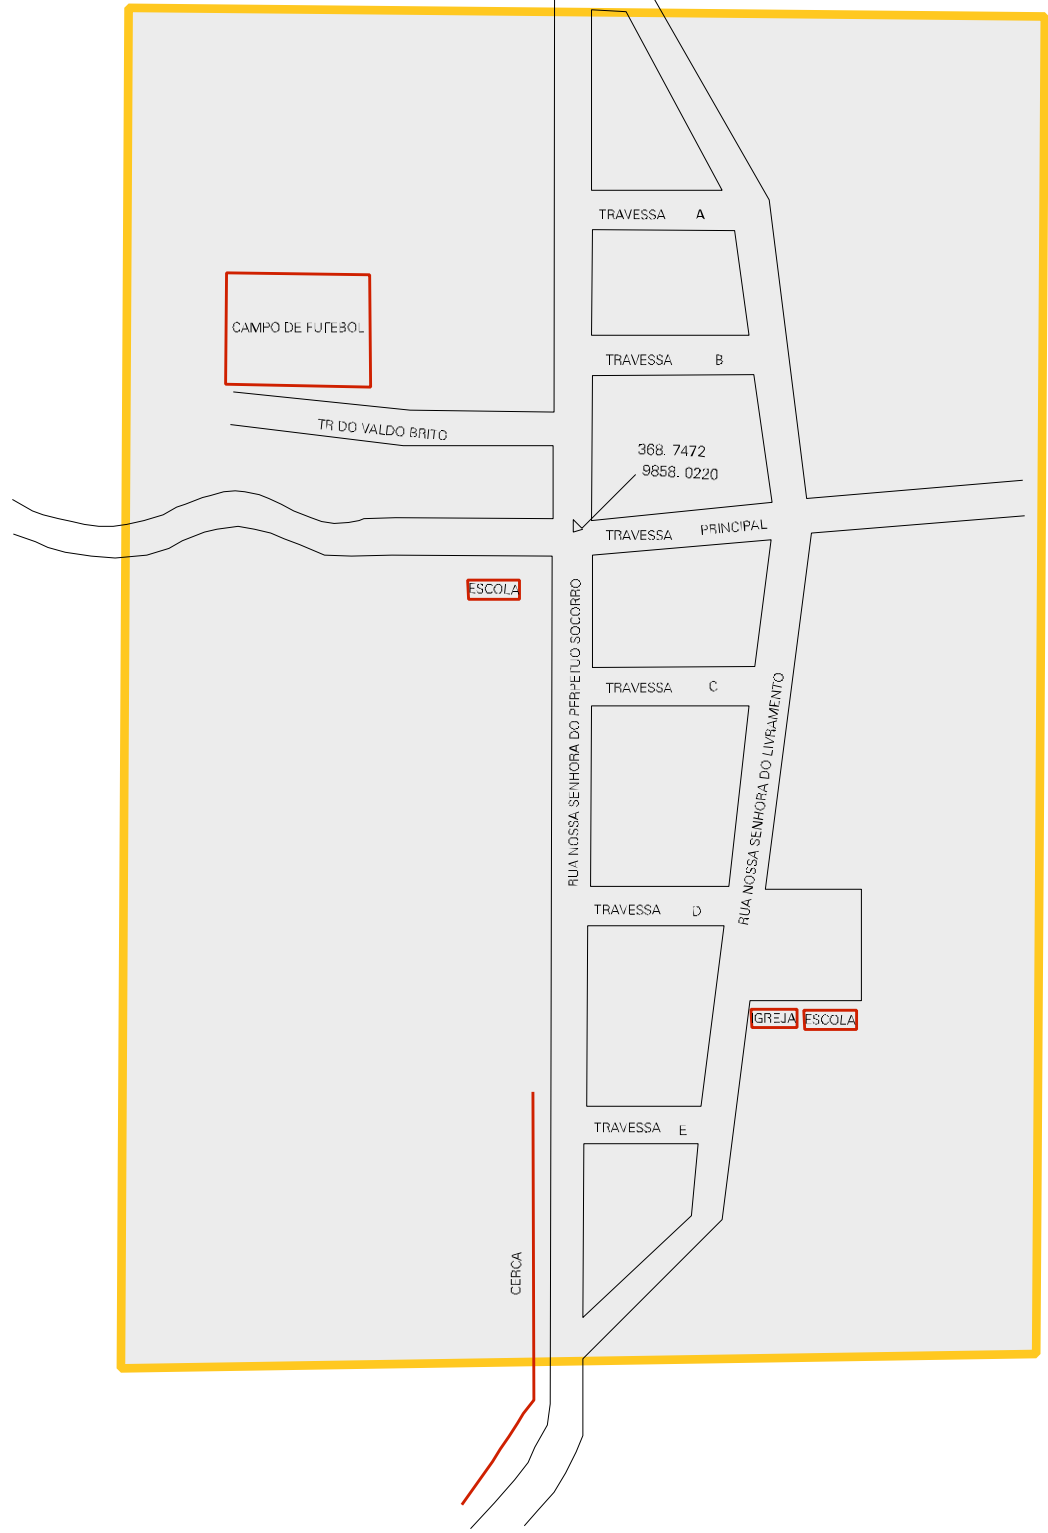 TRAVESSA A
CAMPO DE FUTEBOL
TRAVESSA B
TR DO VALDO BRITO
368. 7472
9858. 0220
TRAVESSA PRINCIPAL
ESCOLA
RUA NOSSA SENHORA DO PERPETUO SOCORRO
TRAVESSA C
RUA NOSSA SENHORA DO LIVRAMENTO
TRAVESSA D
IGREJA
ESCOLA
TRAVESSA E
CERCA